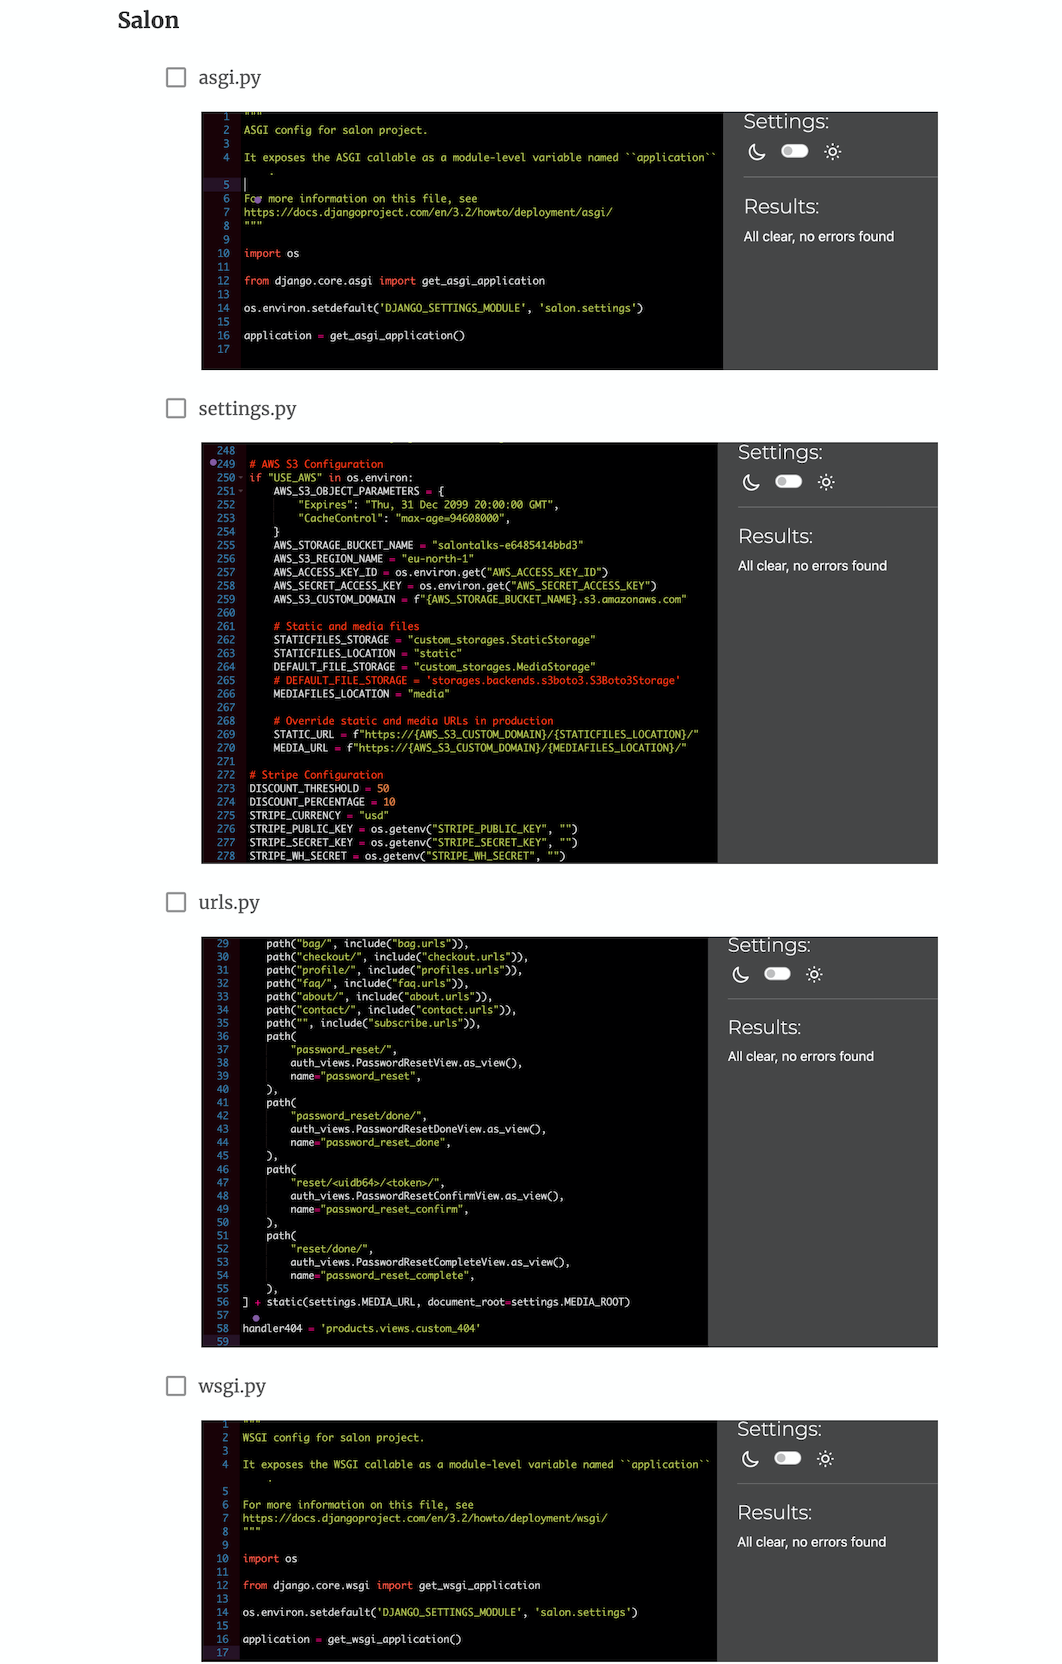 Salon
asgi.py
1 """
2 ASGI config for salon project.
3
4 It exposes the ASGI callable as a module-level variable named ``application``
.
5
6 For more information on this file, see
7 https://docs.djangoproject.com/en/3.2/howto/deployment/asgi/
8 """
9
10 import os
11
12 from django.core.asgi import get_asgi_application
13
14 os.environ.setdefault('DJANGO_SETTINGS_MODULE', 'salon.settings')
15
16 application = get_asgi_application()
17
Settings:
Results:
All clear, no errors found
settings.py
248
249 # AWS S3 Configuration
250 if "USE_AWS" in os.environ:
251 AWS_S3_OBJECT_PARAMETERS = {
252 "Expires": "Thu, 31 Dec 2099 20:00:00 GMT",
253 "CacheControl": "max-age=94608000",
254 }
255 AWS_STORAGE_BUCKET_NAME = "salontalks-e6485414bbd3"
256 AWS_S3_REGION_NAME = "eu-north-1"
257 AWS_ACCESS_KEY_ID = os.environ.get("AWS_ACCESS_KEY_ID")
258 AWS_SECRET_ACCESS_KEY = os.environ.get("AWS_SECRET_ACCESS_KEY")
259 AWS_S3_CUSTOM_DOMAIN = f"{AWS_STORAGE_BUCKET_NAME}.s3.amazonaws.com"
260
261 # Static and media files
262 STATICFILES_STORAGE = "custom_storages.StaticStorage"
263 STATICFILES_LOCATION = "static"
264 DEFAULT_FILE_STORAGE = "custom_storages.MediaStorage"
265 # DEFAULT_FILE_STORAGE = 'storages.backends.s3boto3.S3Boto3Storage'
266 MEDIAFILES_LOCATION = "media"
267
268 # Override static and media URLs in production
269 STATIC_URL = f"https://{AWS_S3_CUSTOM_DOMAIN}/{STATICFILES_LOCATION}/"
270 MEDIA_URL = f"https://{AWS_S3_CUSTOM_DOMAIN}/{MEDIAFILES_LOCATION}/"
271
272 # Stripe Configuration
273 DISCOUNT_THRESHOLD = 50
274 DISCOUNT_PERCENTAGE = 10
275 STRIPE_CURRENCY = "usd"
276 STRIPE_PUBLIC_KEY = os.getenv("STRIPE_PUBLIC_KEY", "")
277 STRIPE_SECRET_KEY = os.getenv("STRIPE_SECRET_KEY", "")
278 STRIPE_WH_SECRET = os.getenv("STRIPE_WH_SECRET", "")
Settings:
Results:
All clear, no errors found
urls.py
29 path("bag/", include("bag.urls")),
30 path("checkout/", include("checkout.urls")),
31 path("profile/", include("profiles.urls")),
32 path("faq/", include("faq.urls")),
33 path("about/", include("about.urls")),
34 path("contact/", include("contact.urls")),
35 path("", include("subscribe.urls")),
36 path(
37 "password_reset/",
38 auth_views.PasswordResetView.as_view(),
39 name="password_reset",
40 ),
41 path(
42 "password_reset/done/",
43 auth_views.PasswordResetDoneView.as_view(),
44 name="password_reset_done",
45 ),
46 path(
47 "reset/<uidb64>/<token>/",
48 auth_views.PasswordResetConfirmView.as_view(),
49 name="password_reset_confirm",
50 ),
51 path(
52 "reset/done/",
53 auth_views.PasswordResetCompleteView.as_view(),
54 name="password_reset_complete",
55 ),
56 ] + static(settings.MEDIA_URL, document_root=settings.MEDIA_ROOT)
57
58 handler404 = 'products.views.custom_404'
59
Settings:
Results:
All clear, no errors found
wsgi.py
1 """
2 WSGI config for salon project.
3
4 It exposes the WSGI callable as a module-level variable named ``application``
.
5
6 For more information on this file, see
7 https://docs.djangoproject.com/en/3.2/howto/deployment/wsgi/
8 """
9
10 import os
11
12 from django.core.wsgi import get_wsgi_application
13
14 os.environ.setdefault('DJANGO_SETTINGS_MODULE', 'salon.settings')
15
16 application = get_wsgi_application()
17
Settings:
Results:
All clear, no errors found